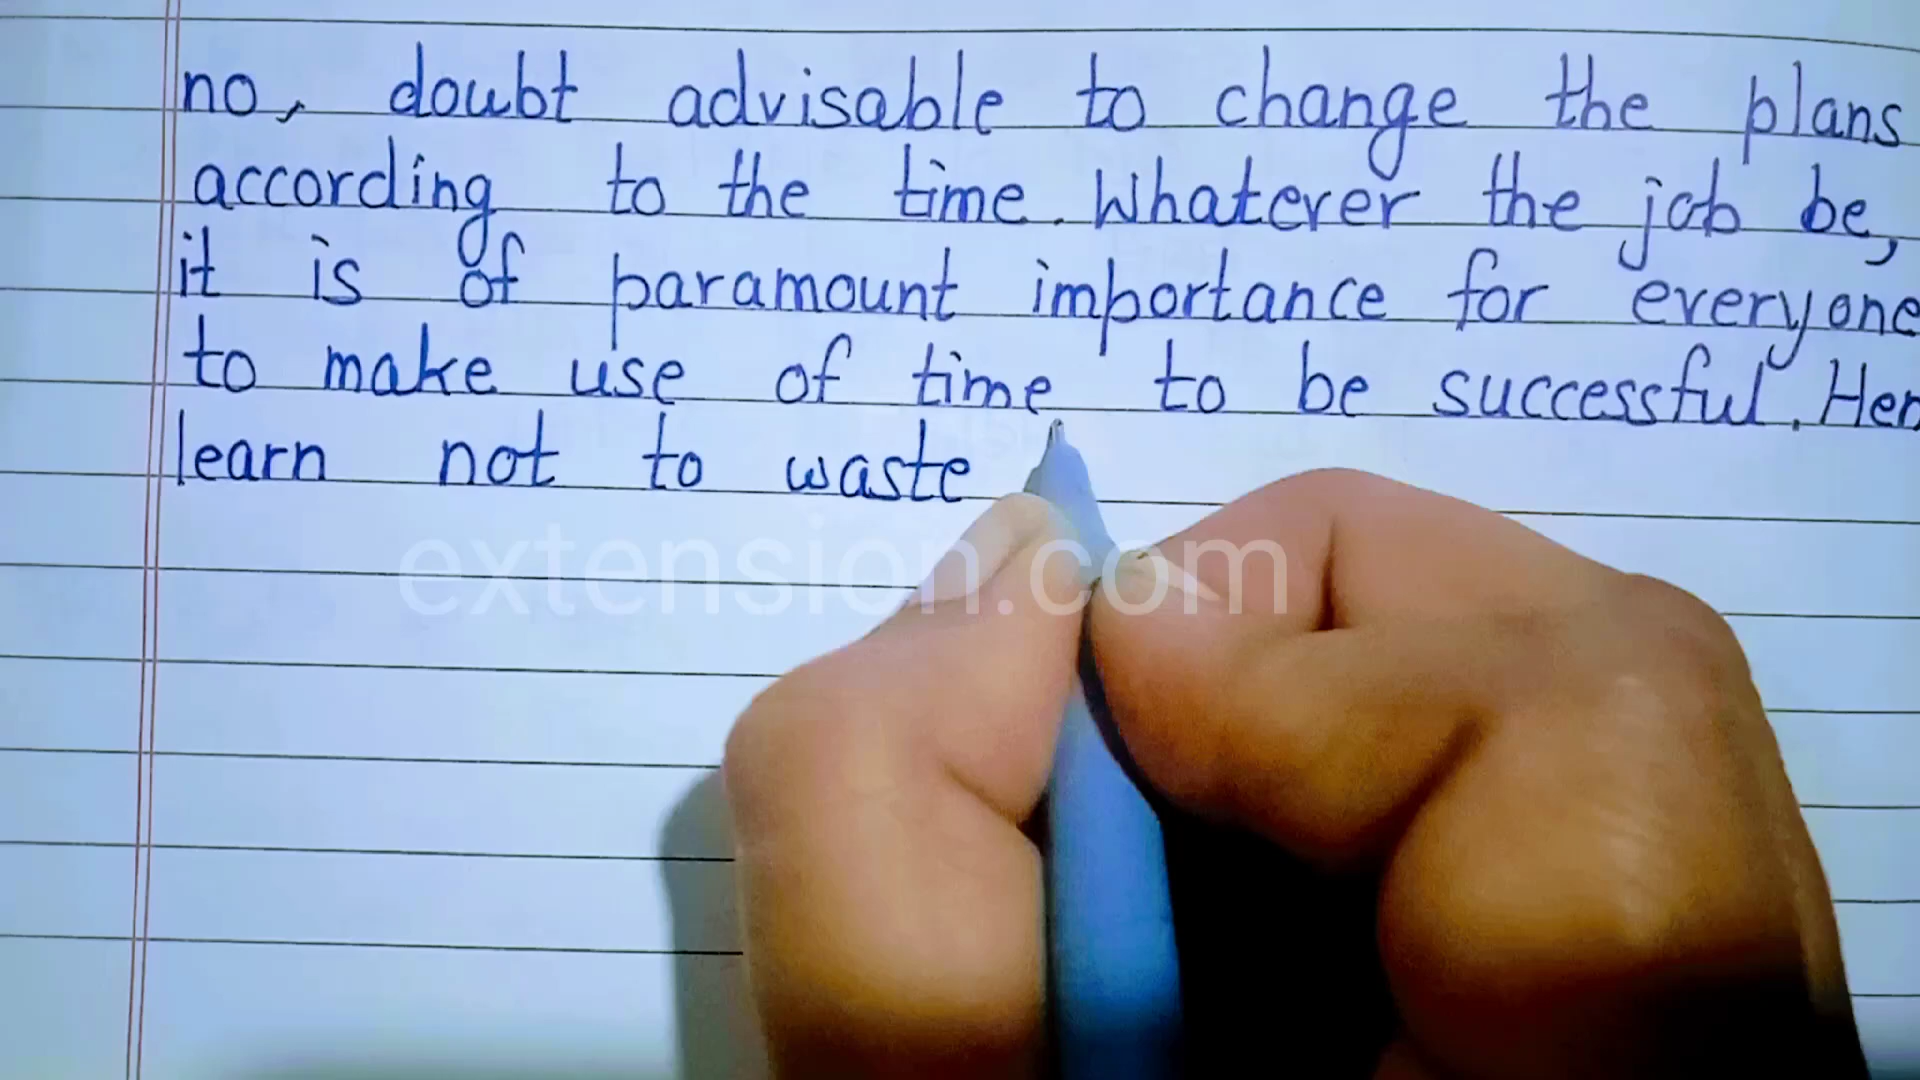 no, doubt advisable to change the plans
according to the time. Whatever the job be,
it is of paramount importance for everyone
to make use of time to be successful. Hen
learn not to waste
extension.com